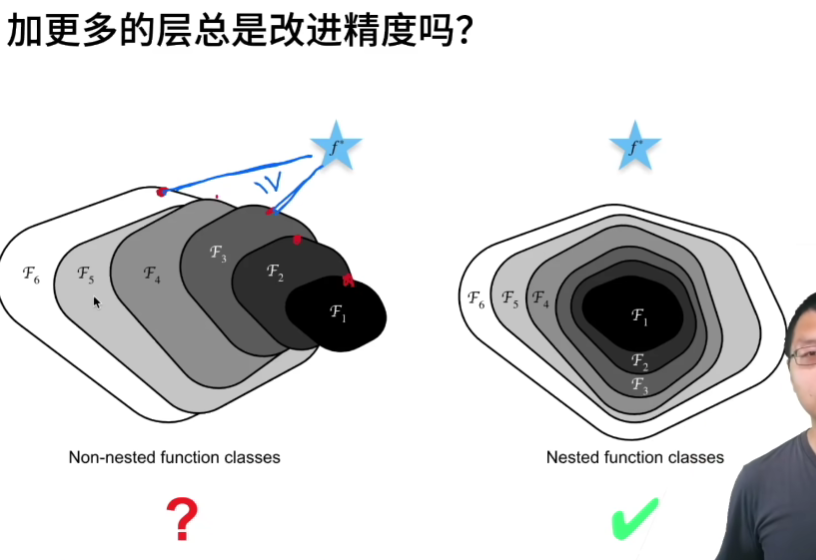 加更多的层总是改进精度吗？
f*
f*
F₆
F₅
F₄
F₃
F₂
F₁
F₆
F₅
F₄
F₁
F₂
F₃
Non-nested function classes
Nested function classes
?